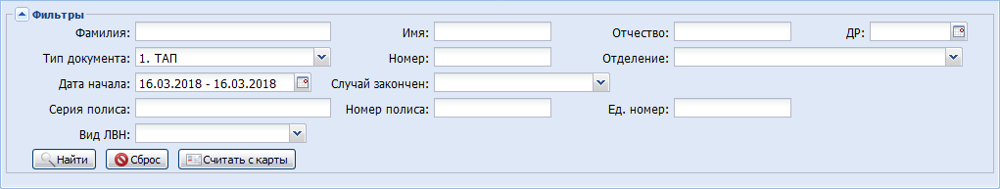 Фильтры
Фамилия: Имя: Отчество: ДР:
Тип документа: 1. ТАП Номер: Отделение:
Дата начала: 16.03.2018 - 16.03.2018 Случай закончен:
Серия полиса: Номер полиса: Ед. номер:
Вид ЛВН:
Найти Сброс Считать с карты